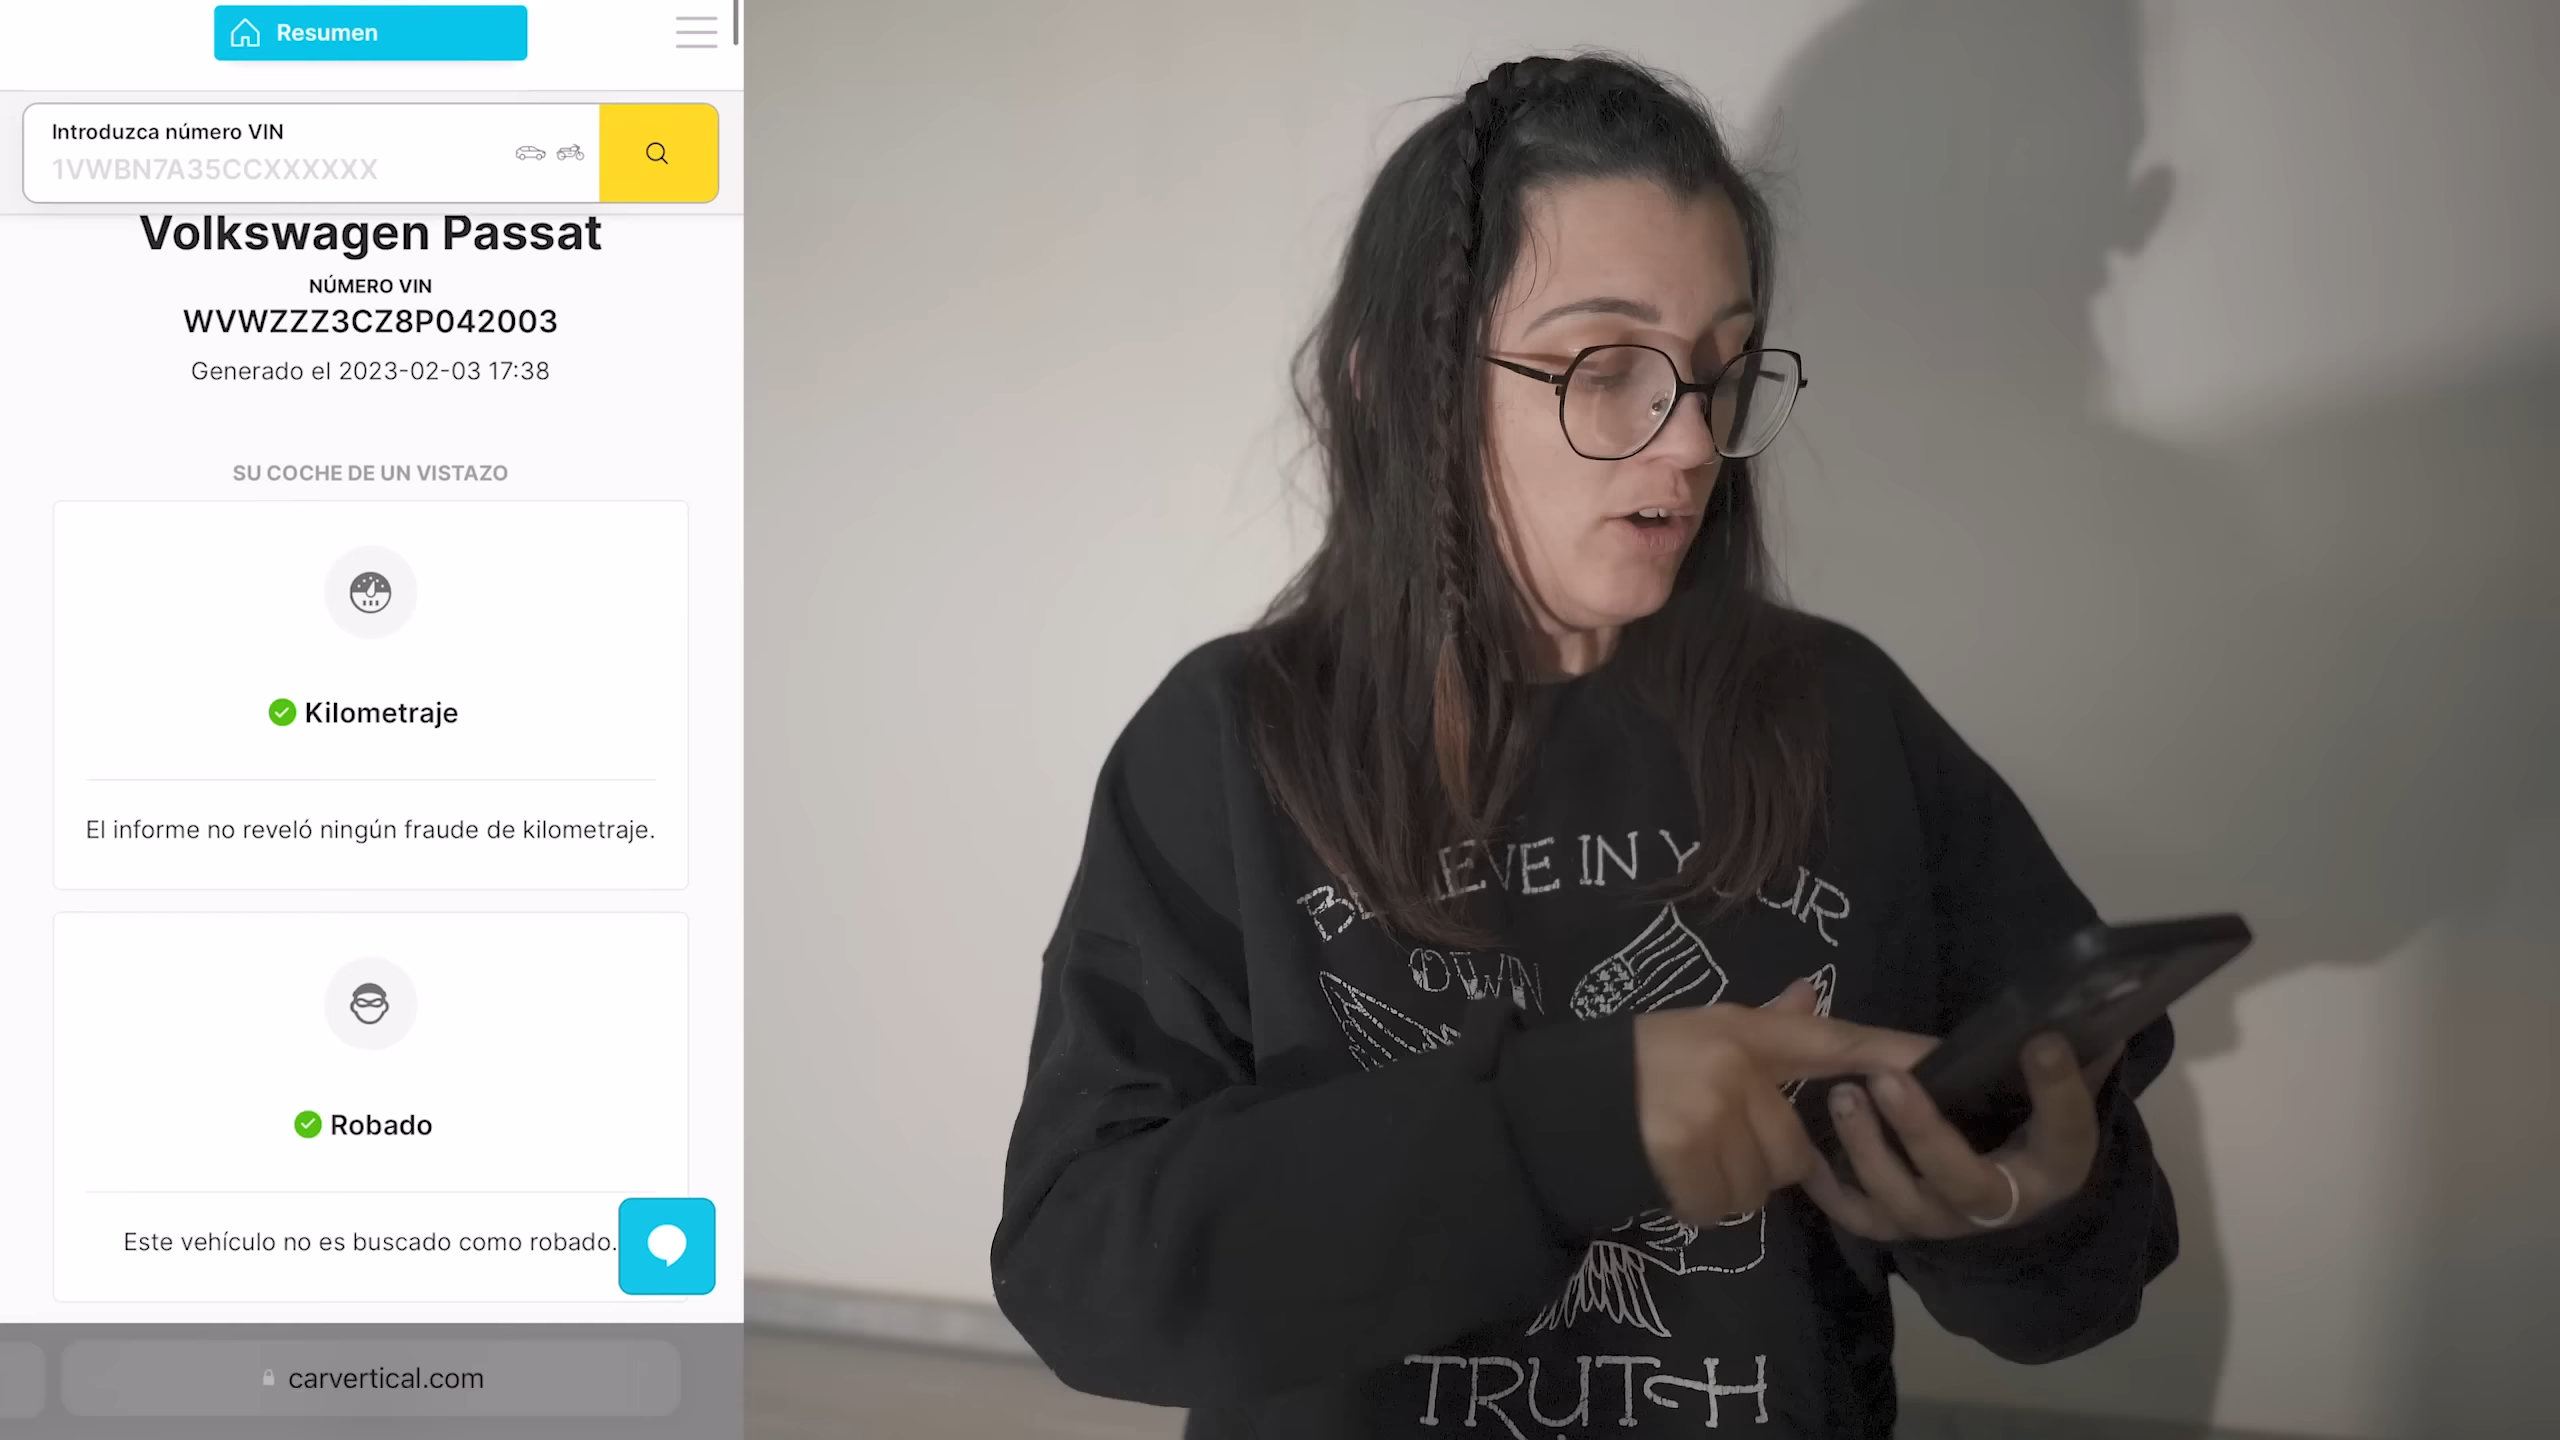 Resumen
Introduzca número VIN
1VWBN7A35CCXXXXXX
Volkswagen Passat
NÚMERO VIN
WVWZZZ3CZ8P042003
Generado el 2023-02-03 17:38
SU COCHE DE UN VISTAZO
Kilometraje
El informe no reveló ningún fraude de kilometraje.
Robado
Este vehículo no es buscado como robado.
carvertical.com
BELIEVE IN YOUR
OWN
TRUTH